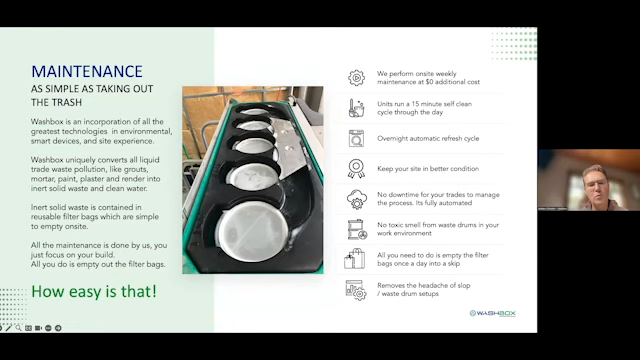 MAINTENANCE
AS SIMPLE AS TAKING OUT
THE TRASH
Washbox is an incorporation of all the
greatest technologies in environmental,
smart devices, and site experience.
Washbox uniquely converts all liquid
trade waste pollution, like grouts,
mortar, paint, plaster and render into
inert solid waste and clean water.
Inert solid waste is contained in
reusable filter bags which are simple
to empty onsite.
All the maintenance is done by us, you
just focus on your build.
All you do is empty out the filter bags.
How easy is that!
We perform onsite weekly
maintenance at $0 additional cost
Units run a 15 minute self clean
cycle through the day
Overnight automatic refresh cycle
Keep your site in better condition
No downtime for your trades to manage
the process. Its fully automated
No toxic smell from waste drums in your
work environment
All you need to do is empty the filter
bags once a day into a skip
Removes the headache of slop
/ waste drum setups
WASHBOX